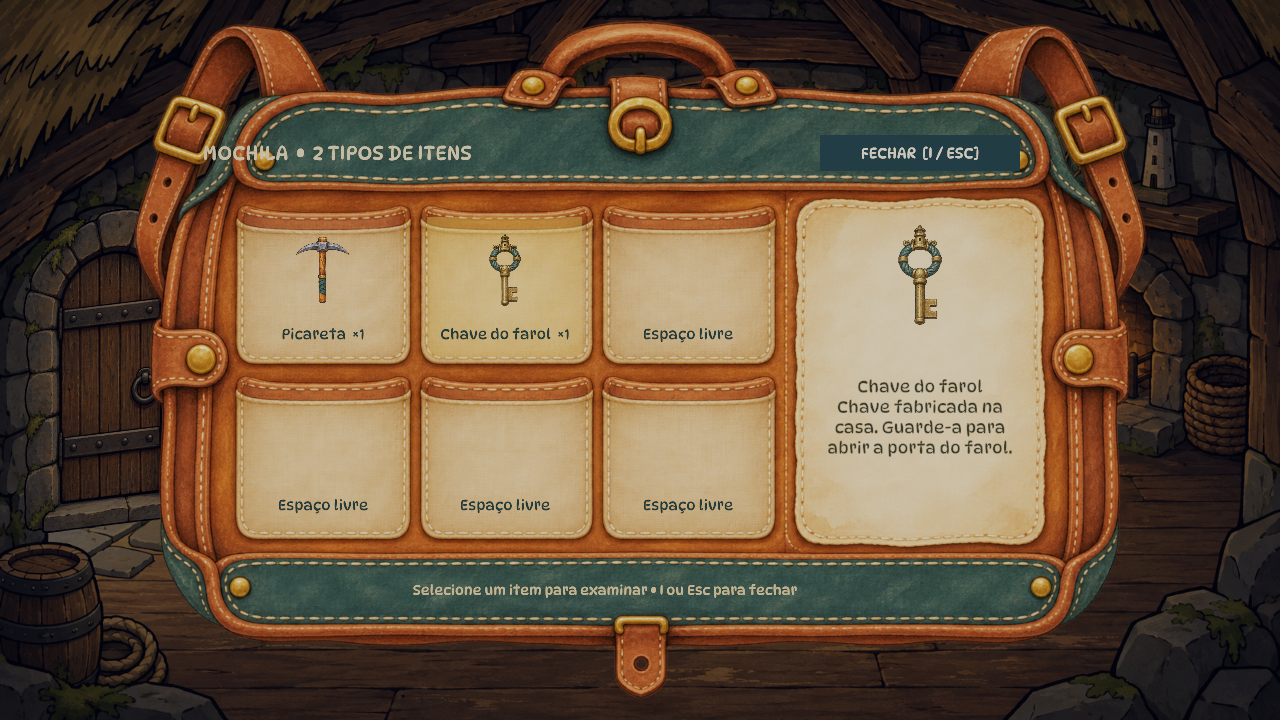 MOCHILA • 2 TIPOS DE ITENS
FECHAR [I / ESC]
Picareta ×1
Chave do farol ×1
Espaço livre
Espaço livre
Espaço livre
Espaço livre
Chave do farol
Chave fabricada na
casa. Guarde-a para
abrir a porta do farol.
Selecione um item para examinar • I ou Esc para fechar